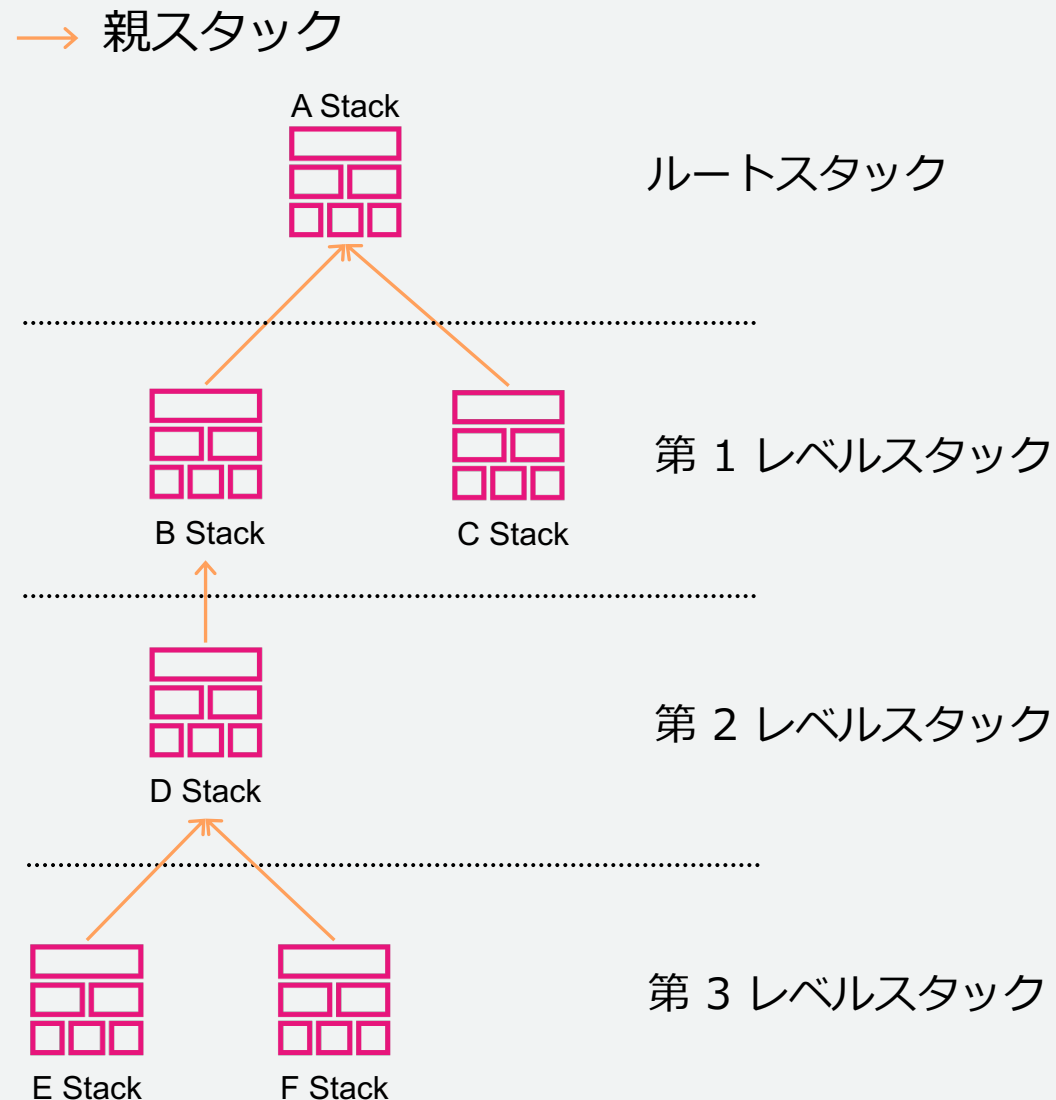 親スタック
A Stack
ルートスタック
第 1 レベルスタック
B Stack
C Stack
第 2 レベルスタック
D Stack
第 3 レベルスタック
E Stack
F Stack